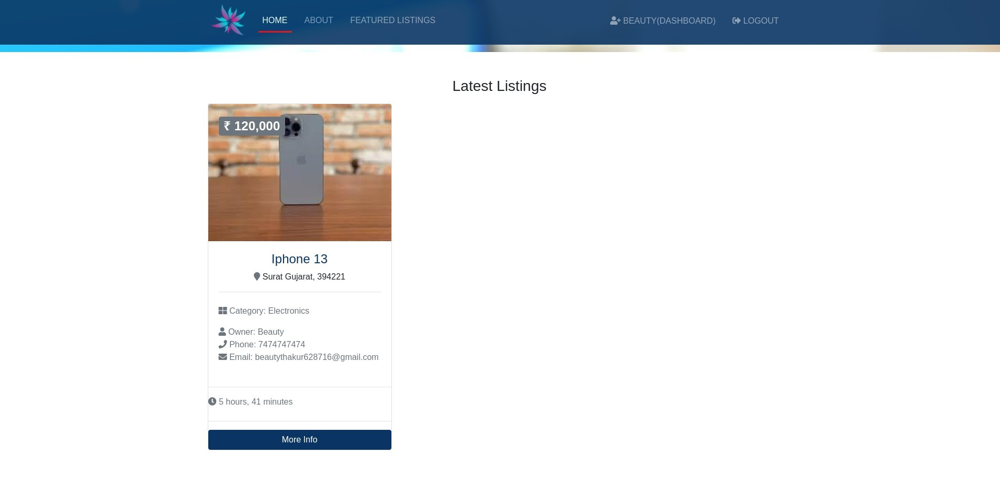 HOME
ABOUT
FEATURED LISTINGS
BEAUTY(DASHBOARD)
LOGOUT
Latest Listings
₹ 120,000
Iphone 13
Surat Gujarat, 394221
Category: Electronics
Owner: Beauty
Phone: 7474747474
Email: beautythakur628716@gmail.com
5 hours, 41 minutes
More Info